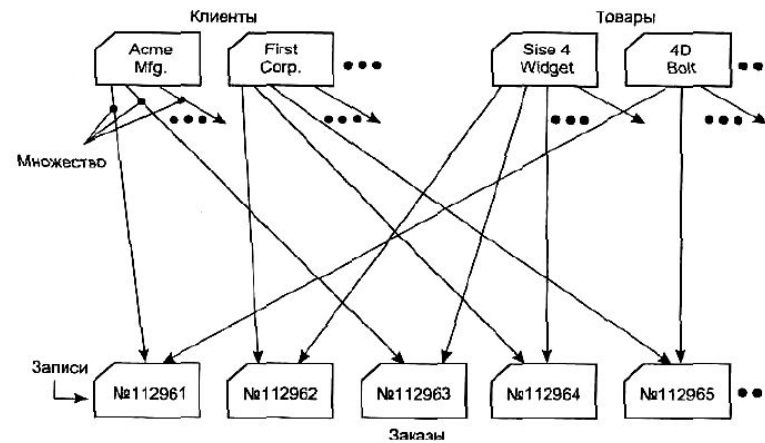 Клиенты
Товары
Acme
Mfg.
First
Corp.
Sise 4
Widget
4D
Bolt
Множество
Записи
№112961
№112962
№112963
№112964
№112965
Заказы